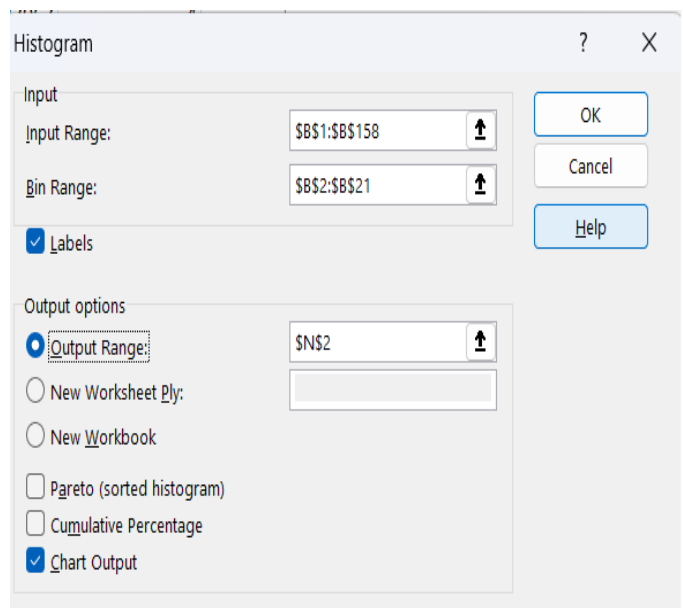 Histogram
?
X
Input
Input Range:
$B$1:$B$158
OK
Bin Range:
$B$2:$B$21
Cancel
Labels
Help
Output options
Output Range:
$N$2
New Worksheet Ply:
New Workbook
Pareto (sorted histogram)
Cumulative Percentage
Chart Output